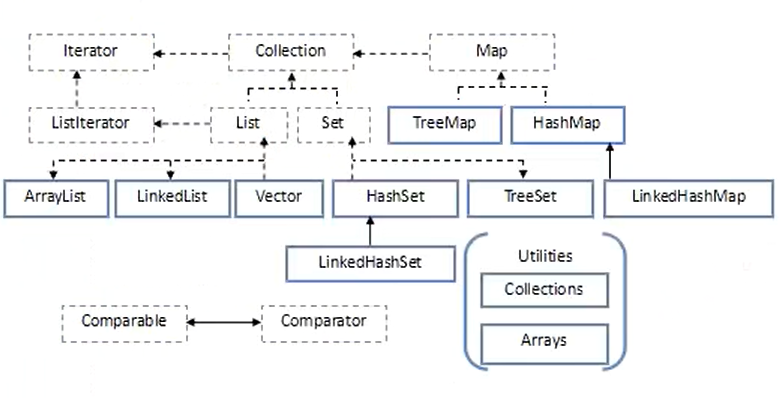 Iterator
Collection
Map
ListIterator
List
Set
TreeMap
HashMap
ArrayList
LinkedList
Vector
HashSet
TreeSet
LinkedHashMap
LinkedHashSet
Utilities
Collections
Arrays
Comparable
Comparator